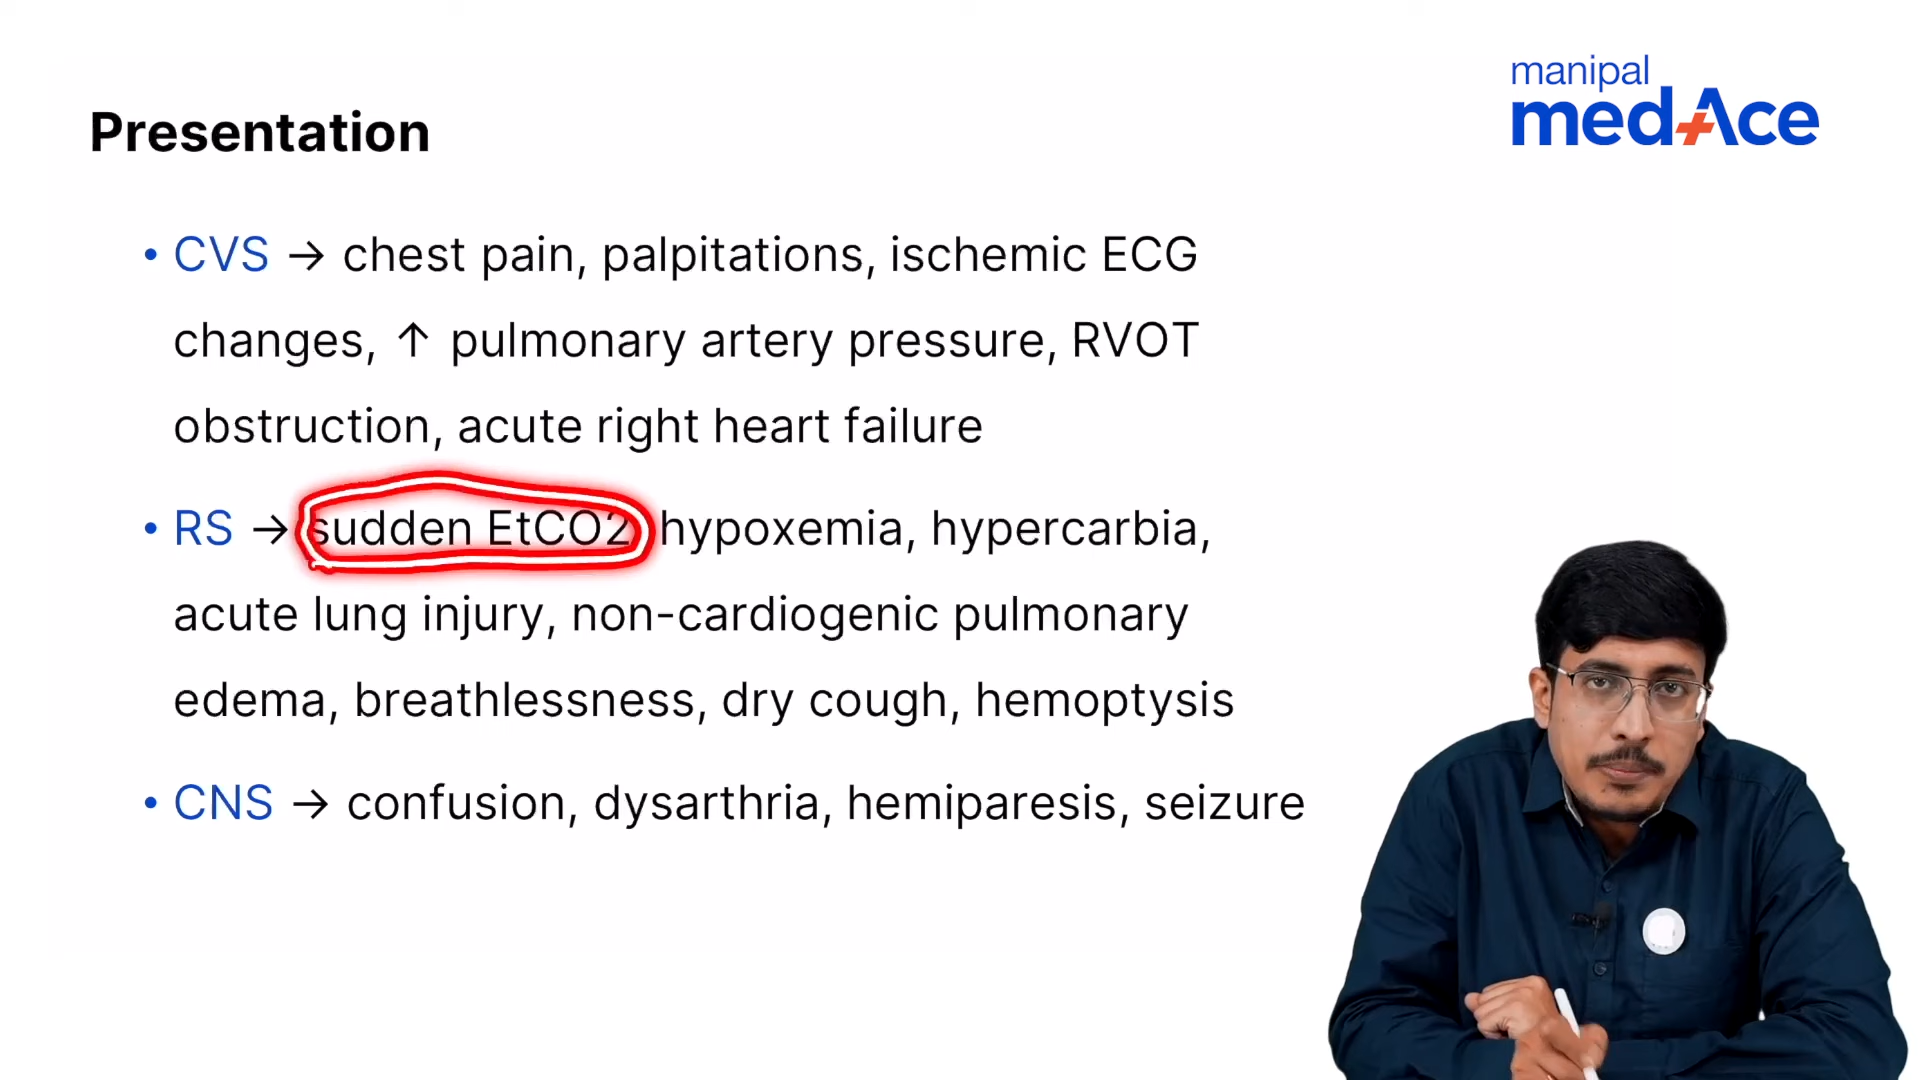 manipal
medAce
Presentation
• CVS → chest pain, palpitations, ischemic ECG
changes, ↑ pulmonary artery pressure, RVOT
obstruction, acute right heart failure
• RS → sudden EtCO2, hypoxemia, hypercarbia,
acute lung injury, non-cardiogenic pulmonary
edema, breathlessness, dry cough, hemoptysis
• CNS → confusion, dysarthria, hemiparesis, seizure